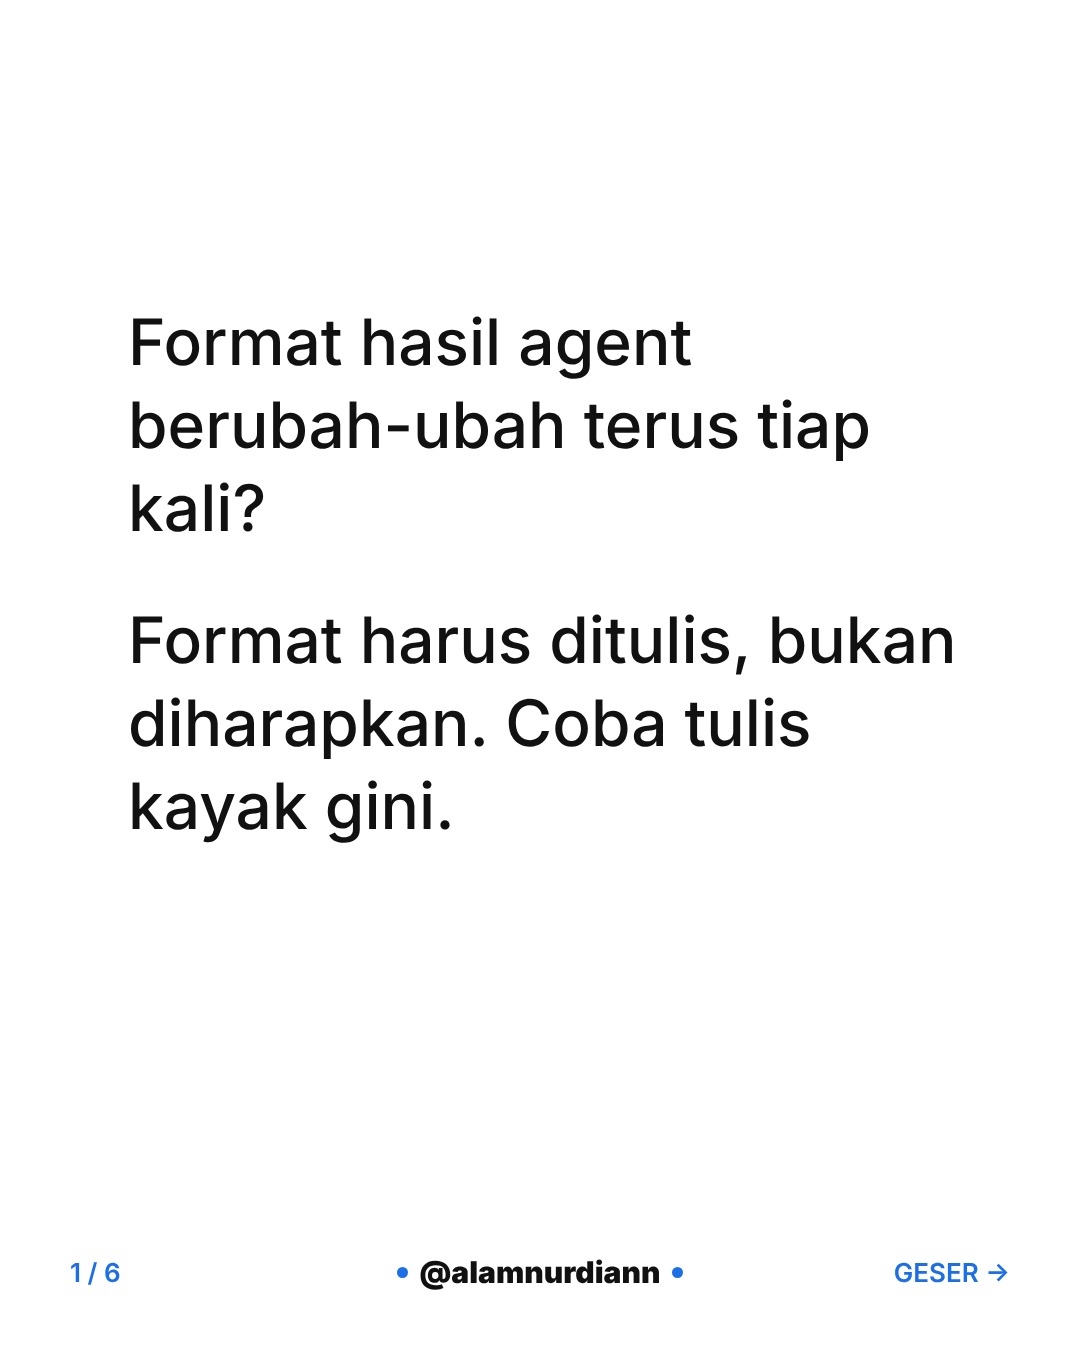 Format hasil agent
berubah-ubah terus tiap
kali?
Format harus ditulis, bukan
diharapkan. Coba tulis
kayak gini.
1 / 6
• @alamnurdiann •
GESER →